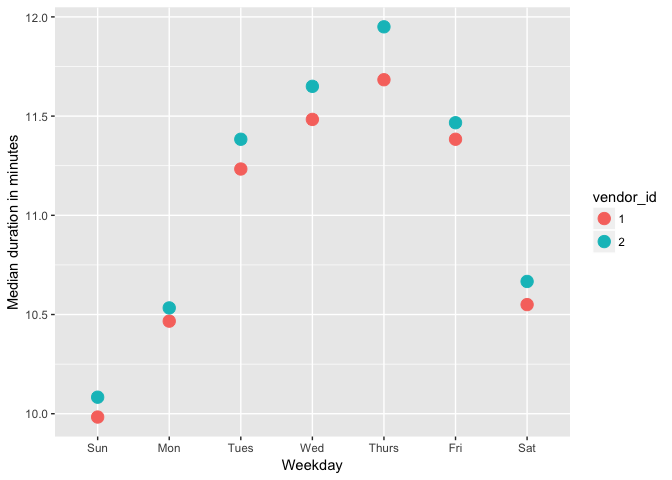 12.0
11.5
11.0
10.5
10.0
Median duration in minutes
Sun Mon Tues Wed Thurs Fri Sat
Weekday
vendor_id
1
2